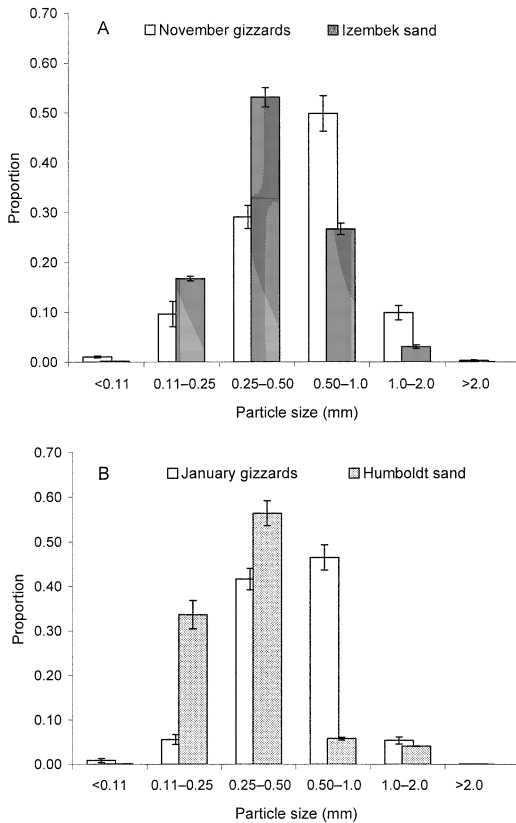 A
November gizzards
Izembek sand
0.70
0.60
0.50
0.40
0.30
0.20
0.10
0.00
Proportion
<0.11 0.11–0.25 0.25–0.50 0.50–1.0 1.0–2.0 >2.0
Particle size (mm)
B
January gizzards
Humboldt sand
0.70
0.60
0.50
0.40
0.30
0.20
0.10
0.00
Proportion
<0.11 0.11–0.25 0.25–0.50 0.50–1.0 1.0–2.0 >2.0
Particle size (mm)